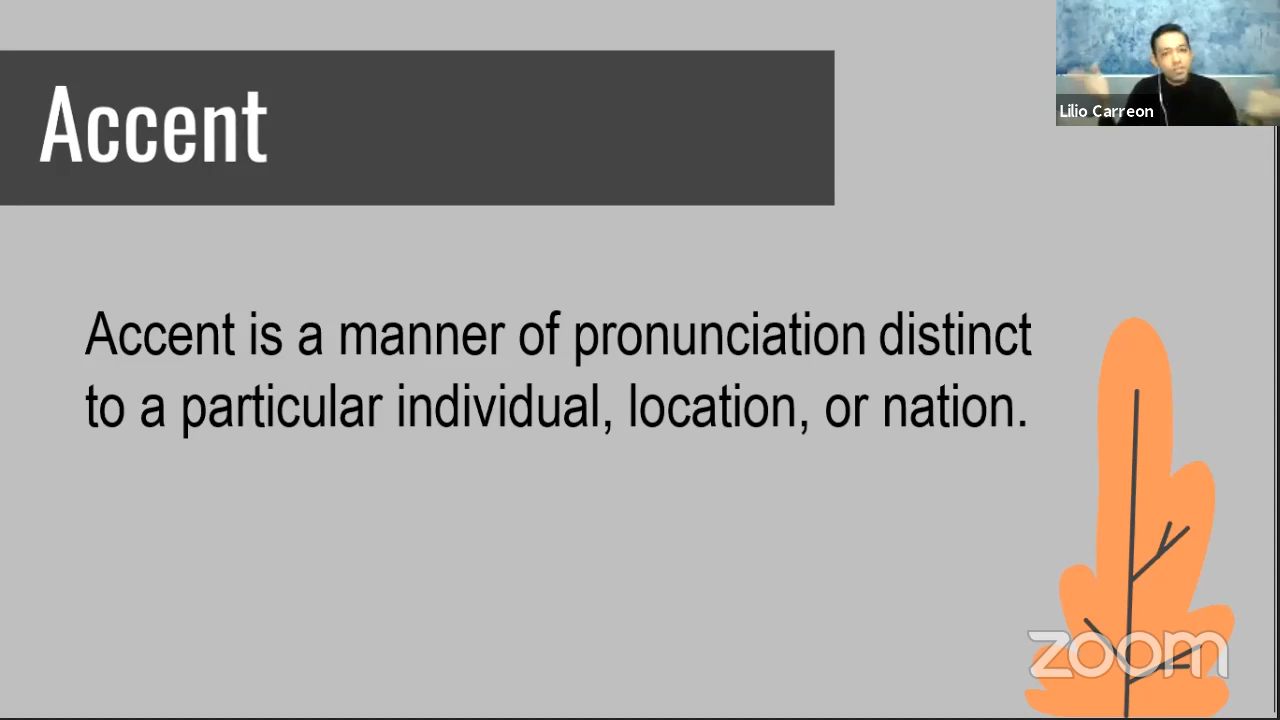 Accent
Lilio Carreon
Accent is a manner of pronunciation distinct
to a particular individual, location, or nation.
zoom